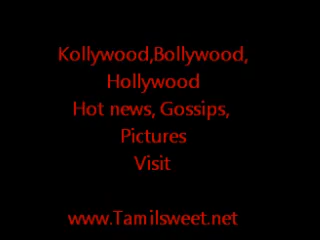 Kollywood,Bollywood,
Hollywood
Hot news, Gossips,
Pictures
Visit
www.Tamilsweet.net